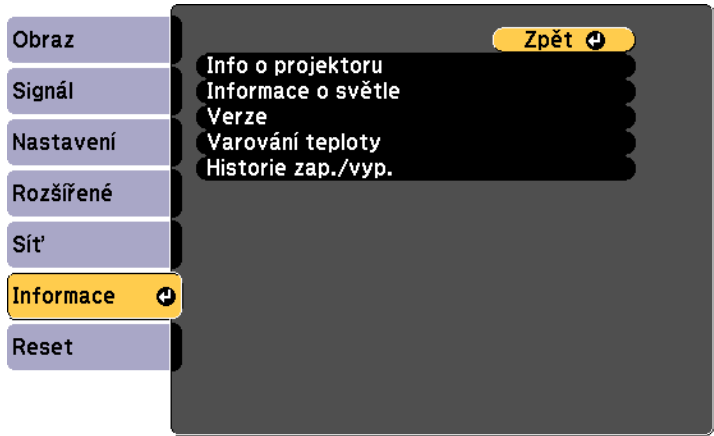 Obraz
Signál
Nastavení
Rozšířené
Síť
Informace
Reset
Zpět
Info o projektoru
Informace o světle
Verze
Varování teploty
Historie zap./vyp.